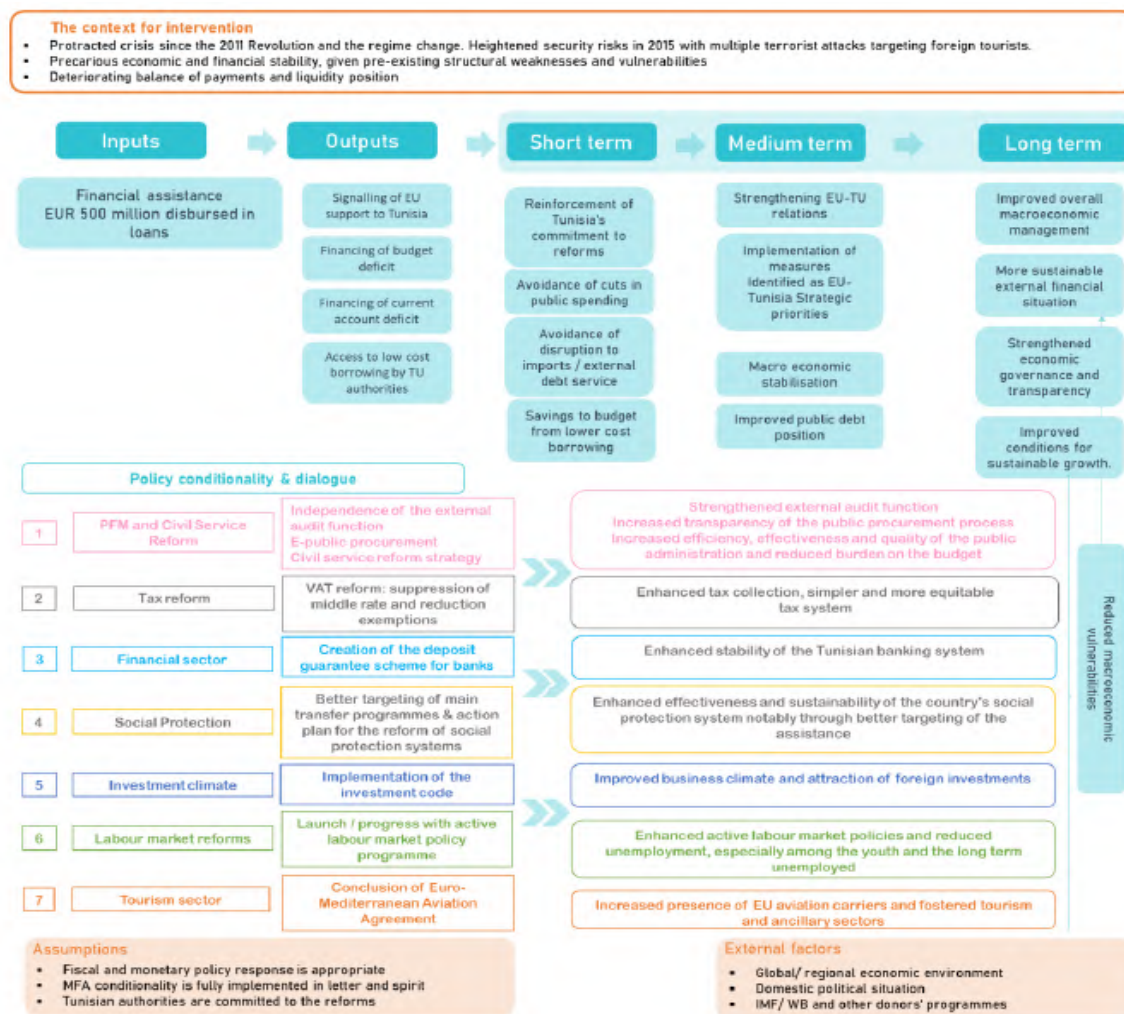 The context for intervention
• Protracted crisis since the 2011 Revolution and the regime change. Heightened security risks in 2015 with multiple terrorist attacks targeting foreign tourists.
• Precarious economic and financial stability, given pre-existing structural weaknesses and vulnerabilities
• Deteriorating balance of payments and liquidity position
Inputs
Outputs
Short term
Medium term
Long term
Financial assistance
EUR 500 million disbursed in
loans
Signalling of EU
support to Tunisia
Financing of budget
deficit
Financing of current
account deficit
Access to low cost
borrowing by TU
authorities
Reinforcement of
Tunisia's
commitment to
reforms
Avoidance of cuts in
public spending
Avoidance of
disruption to
imports / external
debt service
Savings to budget
from lower cost
borrowing
Strengthening EU-TU
relations
Implementation of
measures
Identified as EU-
Tunisia Strategic
priorities
Macro economic
stabilisation
Improved public debt
position
Improved overall
macroeconomic
management
More sustainable
external financial
situation
Strengthened
economic
governance and
transparency
Improved
conditions for
sustainable growth.
Policy conditionality & dialogue
1
PFM and Civil Service
Reform
Independence of the external
audit function
E-public procurement
Civil service reform strategy
Strengthened external audit function
Increased transparency of the public procurement process
Increased efficiency, effectiveness and quality of the public
administration and reduced burden on the budget
2
Tax reform
VAT reform: suppression of
middle rate and reduction
exemptions
Enhanced tax collection, simpler and more equitable
tax system
3
Financial sector
Creation of the deposit
guarantee scheme for banks
Enhanced stability of the Tunisian banking system
4
Social Protection
Better targeting of main
transfer programmes & action
plan for the reform of social
protection systems
Enhanced effectiveness and sustainability of the country's social
protection system notably through better targeting of the
assistance
5
Investment climate
Implementation of the
investment code
Improved business climate and attraction of foreign investments
6
Labour market reforms
Launch / progress with active
labour market policy
programme
Enhanced active labour market policies and reduced
unemployment, especially among the youth and the long term
unemployed
7
Tourism sector
Conclusion of Euro-
Mediterranean Aviation
Agreement
Increased presence of EU aviation carriers and fostered tourism
and ancillary sectors
Reduced macroeconomic
vulnerabilities
Assumptions
• Fiscal and monetary policy response is appropriate
• MFA conditionality is fully implemented in letter and spirit
• Tunisian authorities are committed to the reforms
External factors
• Global/ regional economic environment
• Domestic political situation
• IMF/ WB and other donors' programmes